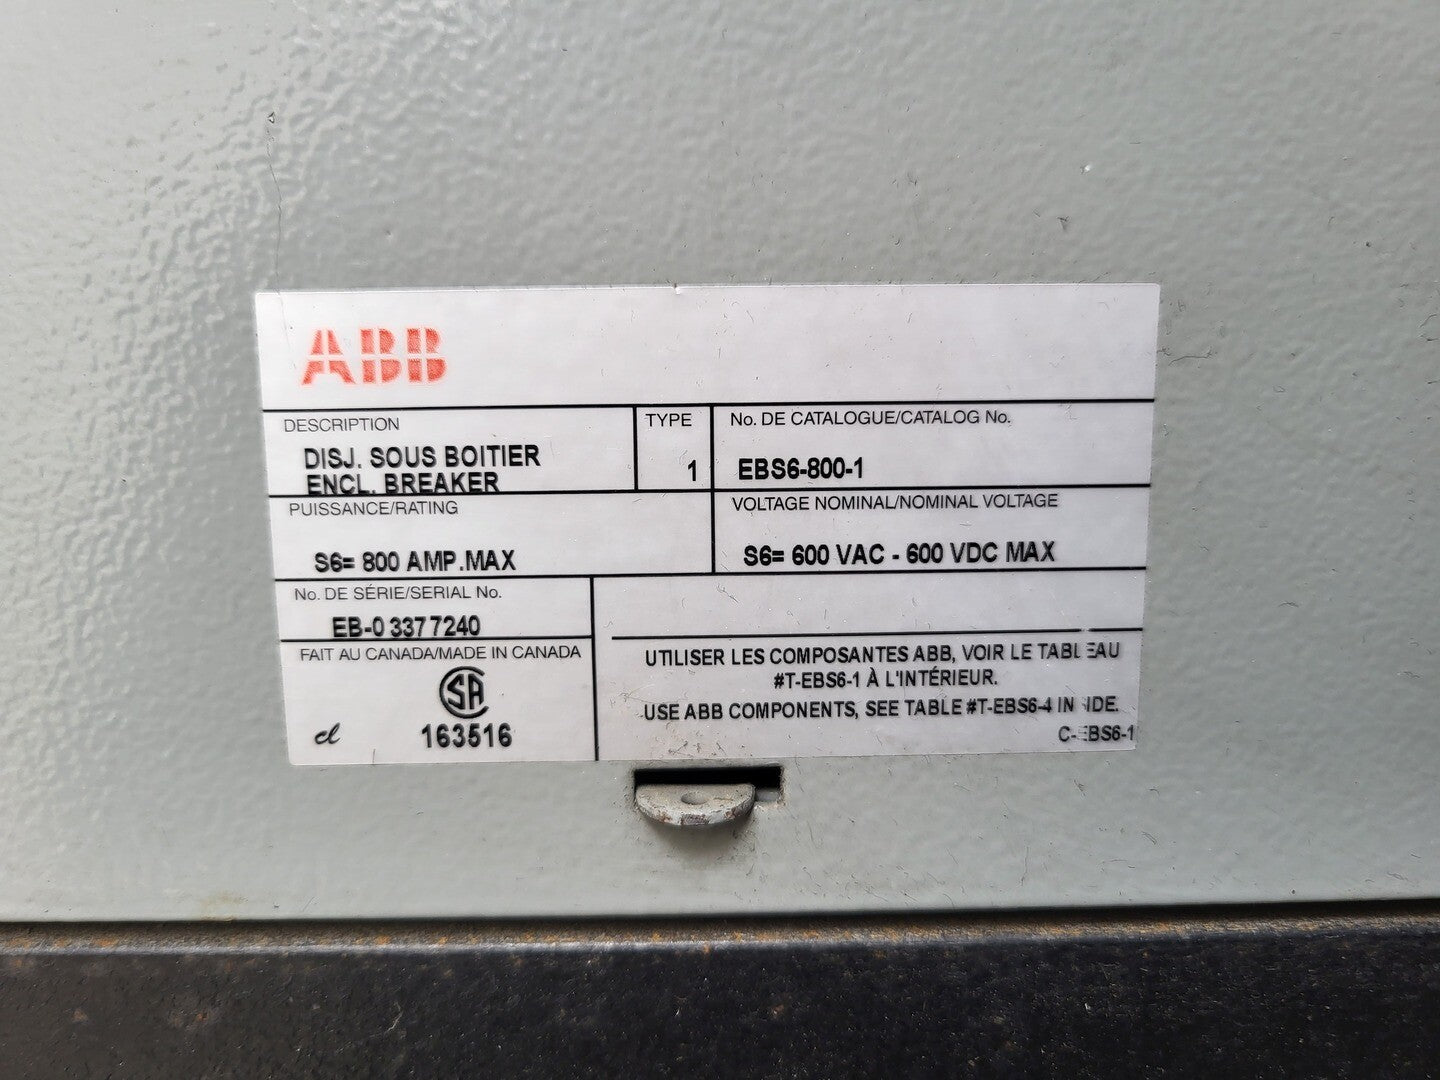 ABB
DESCRIPTION
DISJ. SOUS BOITIER
ENCL. BREAKER
TYPE
1
No. DE CATALOGUE/CATALOG No.
EBS6-800-1
PUISSANCE/RATING
S6= 800 AMP.MAX
VOLTAGE NOMINAL/NOMINAL VOLTAGE
S6= 600 VAC - 600 VDC MAX
No. DE SÉRIE/SERIAL No.
EB-0 3377240
FAIT AU CANADA/MADE IN CANADA
SA
cl
163516
UTILISER LES COMPOSANTES ABB, VOIR LE TABLEAU
#T-EBS6-1 À L'INTÉRIEUR.
USE ABB COMPONENTS, SEE TABLE #T-EBS6-4 INSIDE.
C-EBS6-1